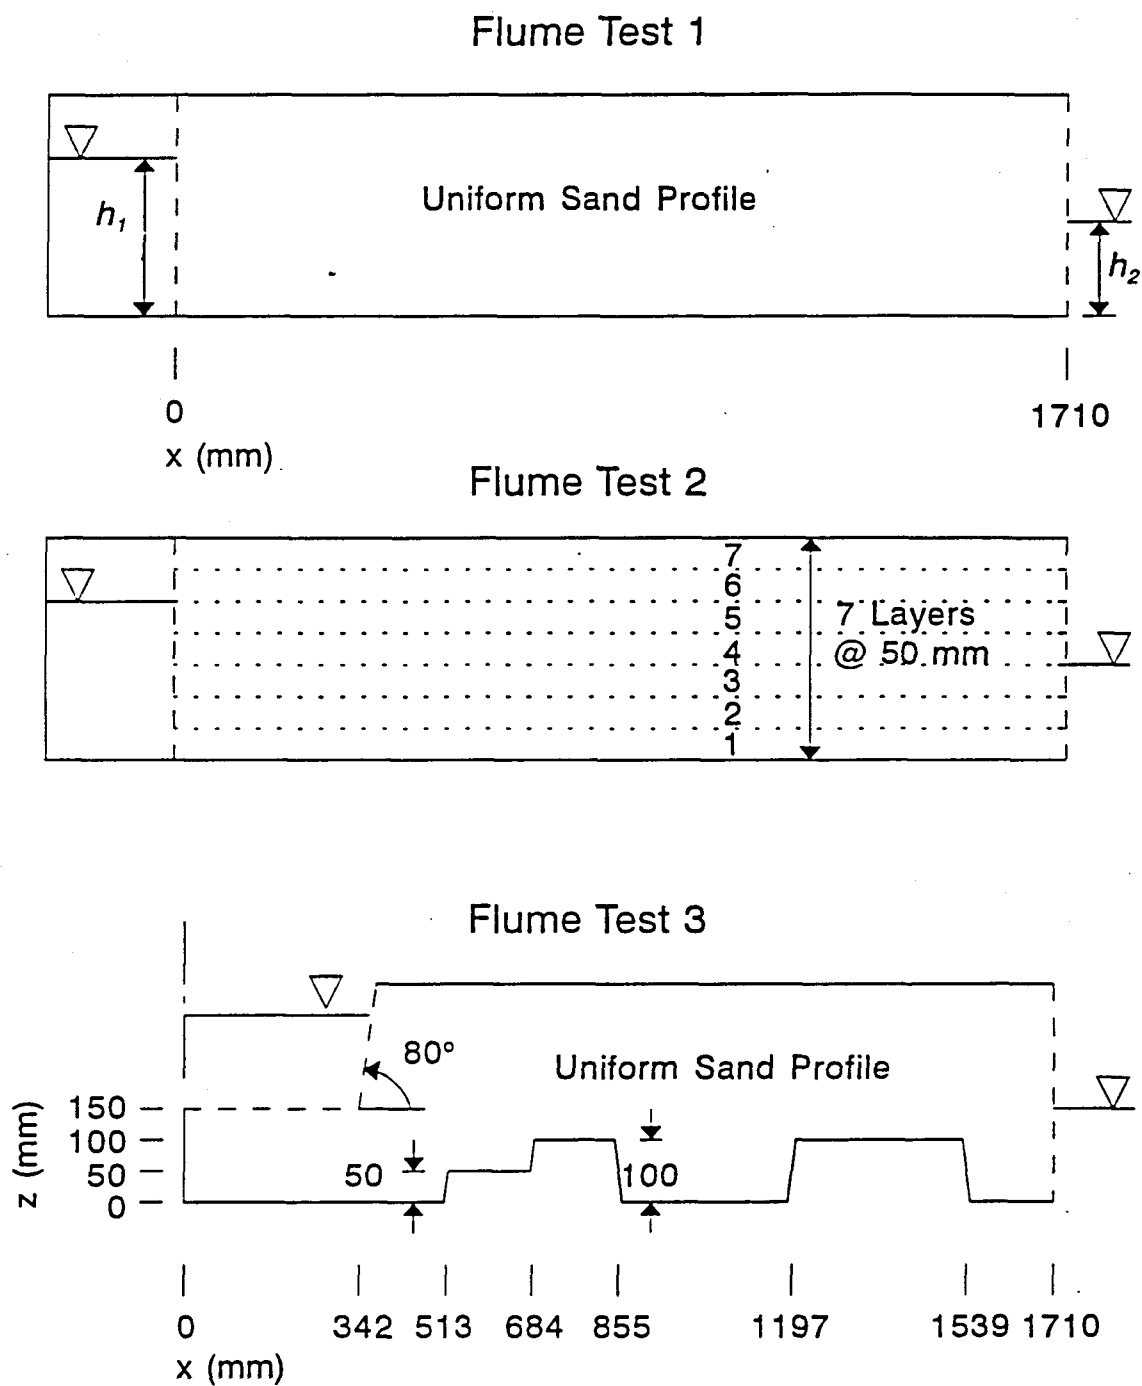 Flume Test 1
Uniform Sand Profile
h1
h2
0
1710
x (mm)
Flume Test 2
7
6
5
4
3
2
1
7 Layers
@ 50 mm
Flume Test 3
80°
Uniform Sand Profile
z (mm)
150
100
50
0
50
100
0 342 513 684 855 1197 1539 1710
x (mm)